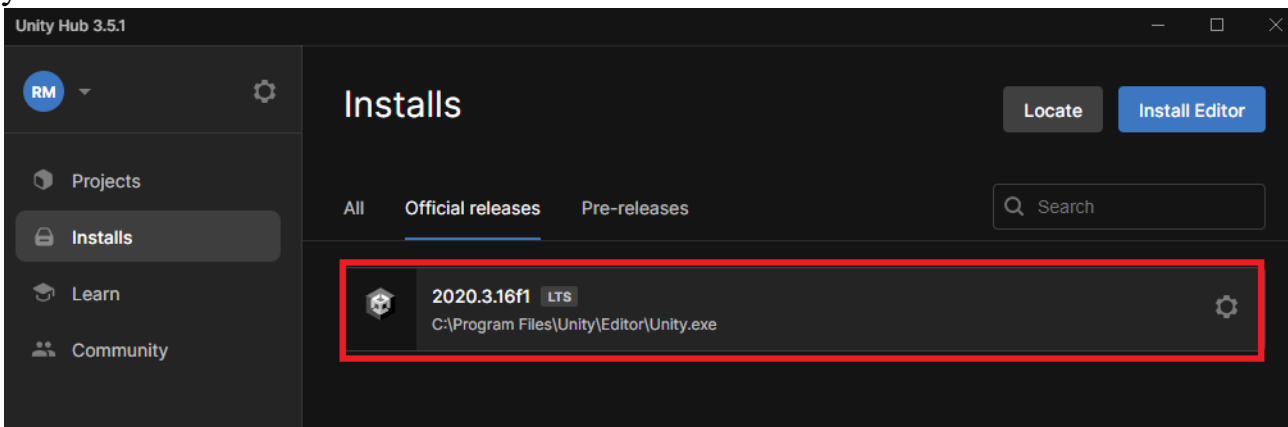 Unity Hub 3.5.1
RM
Projects
Installs
Learn
Community
Installs
Locate
Install Editor
All
Official releases
Pre-releases
Search
2020.3.16f1 LTS
C:\Program Files\Unity\Editor\Unity.exe